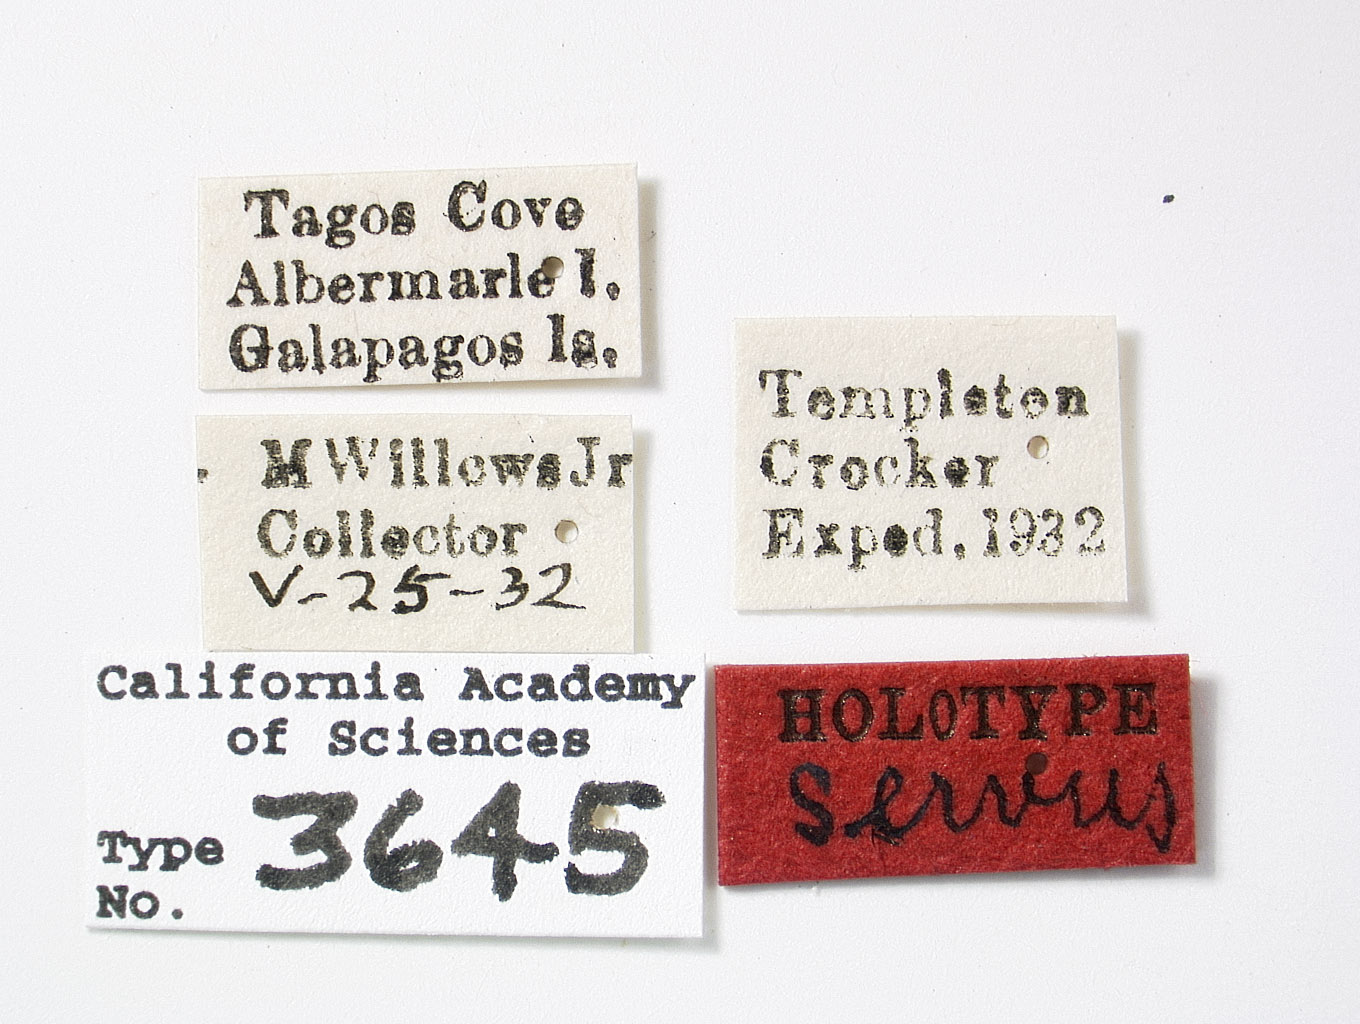 Tagos Cove
Albermarle I.
Galapagos Is.
M Willows Jr
Collector
V-25-32
Templeton
Crocker
Exped. 1932
California Academy
of Sciences
Type
No. 3645
HOLOTYPE
Servus